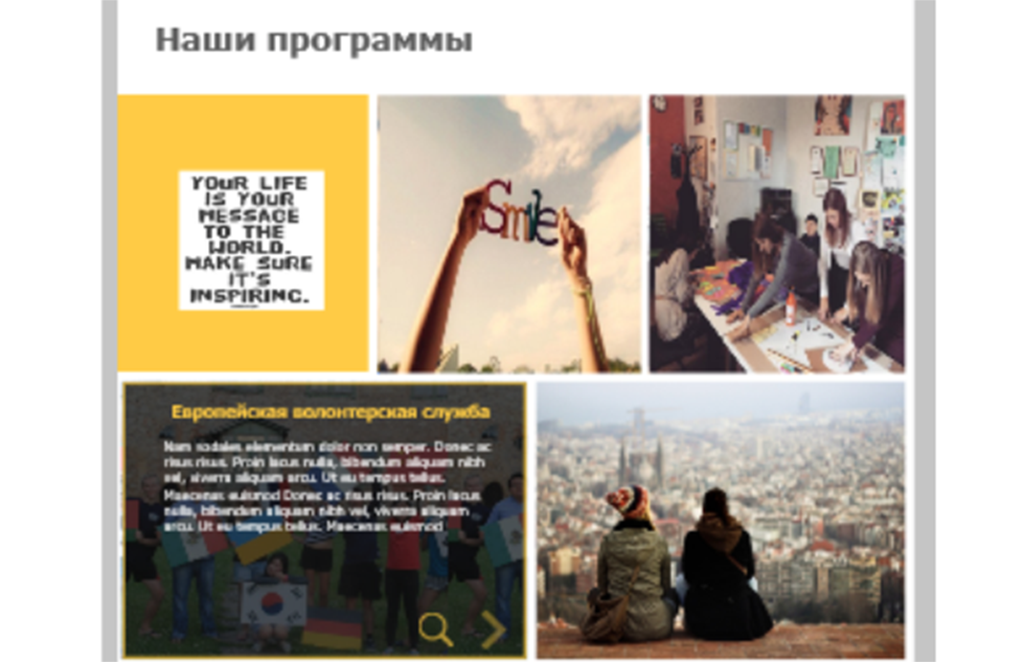 Наши программы
YOUR LIFE
IS YOUR
MESSAGE
TO THE
WORLD.
MAKE SURE
IT'S
INSPIRING.
Smile
Европейская волонтерская служба
Nam sodales elementum dolor non semper. Donec ac
risus risus. Proin lacus nulla, bibendum aliquam nibh
vel, viverra aliquam arcu. Ut eu tempus tellus.
Maecenas euismod Donec ac risus risus. Proin lacus
nulla, bibendum aliquam nibh vel, viverra aliquam
arcu. Ut eu tempus tellus. Maecenas euismod